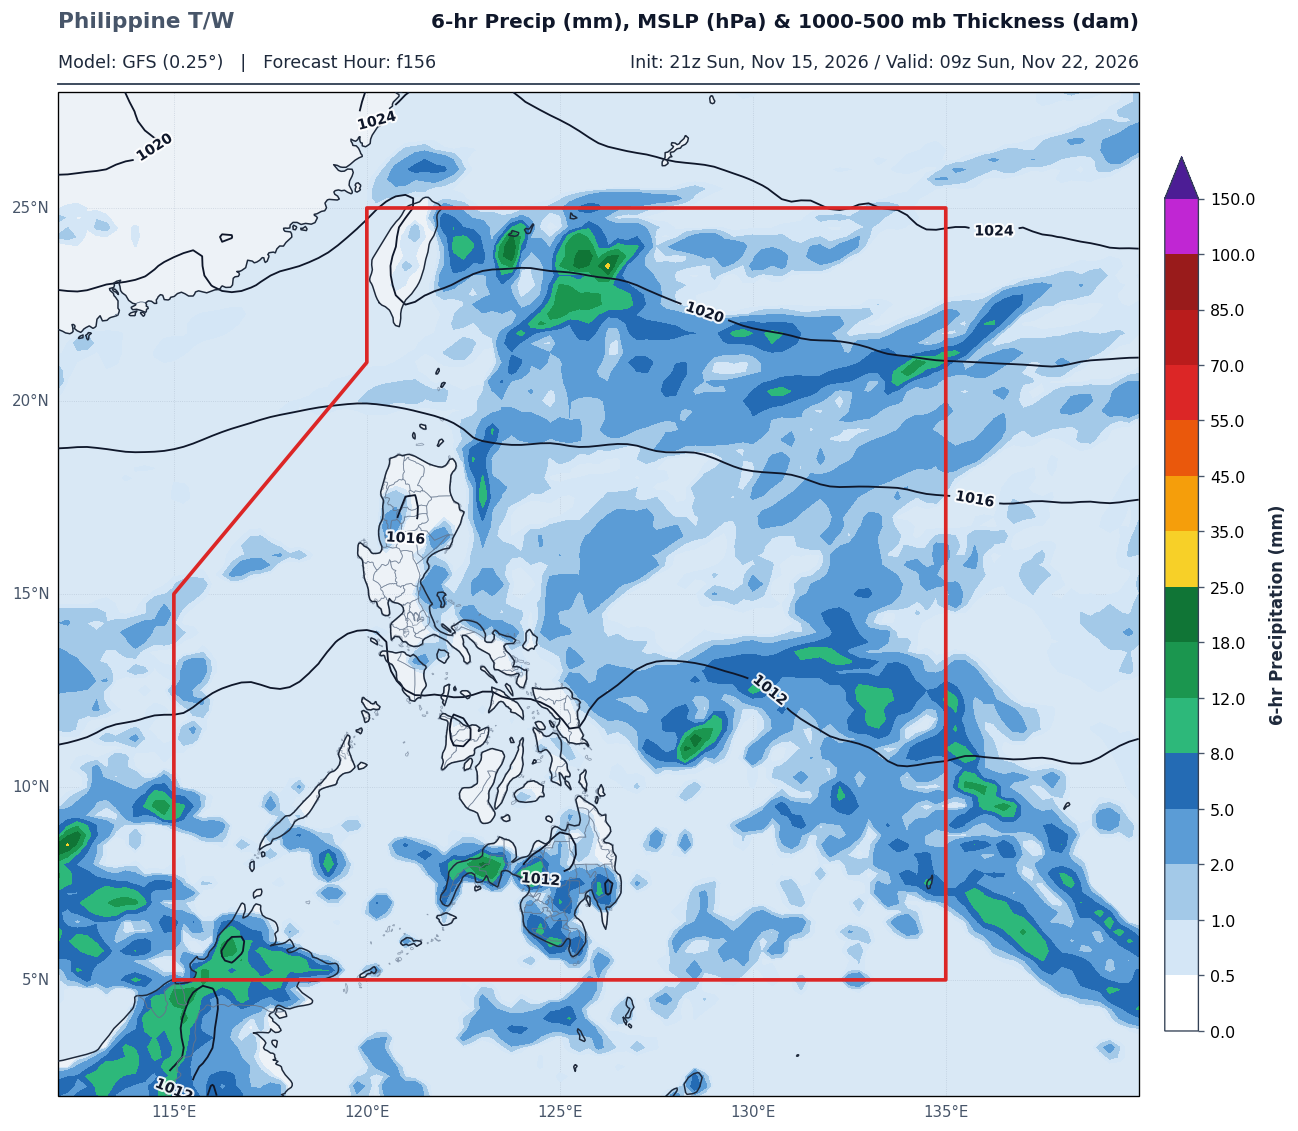 Philippine T/W
6-hr Precip (mm), MSLP (hPa) & 1000-500 mb Thickness (dam)
Model: GFS (0.25°) | Forecast Hour: f156
Init: 21z Sun, Nov 15, 2026 / Valid: 09z Sun, Nov 22, 2026
1024
1020
150.0
25°N
1024
100.0
1020
85.0
70.0
20°N
55.0
1016
45.0
1016
35.0
15°N
25.0
18.0
1012
12.0
10°N
8.0
5.0
1012
2.0
1.0
5°N
0.5
0.0
1012
115°E
120°E
125°E
130°E
135°E
6-hr Precipitation (mm)